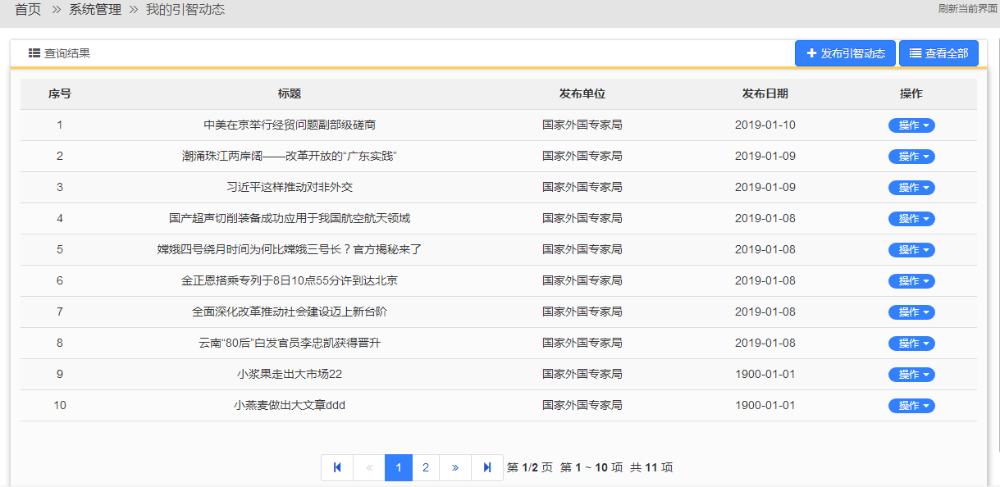 首页 » 系统管理 » 我的引智动态 刷新当前界面
查询结果 发布引智动态 查看全部
序号 标题 发布单位 发布日期 操作
1 中美在京举行经贸问题副部级磋商 国家外国专家局 2019-01-10 操作
2 潮涌珠江两岸阔——改革开放的“广东实践” 国家外国专家局 2019-01-09 操作
3 习近平这样推动对非外交 国家外国专家局 2019-01-09 操作
4 国产超声切削装备成功应用于我国航空航天领域 国家外国专家局 2019-01-08 操作
5 嫦娥四号绕月时间为何比嫦娥三号长？官方揭秘来了 国家外国专家局 2019-01-08 操作
6 金正恩搭乘专列于8日10点55分许到达北京 国家外国专家局 2019-01-08 操作
7 全面深化改革推动社会建设迈上新台阶 国家外国专家局 2019-01-08 操作
8 云南“80后”白发官员李忠凯获得晋升 国家外国专家局 2019-01-08 操作
9 小浆果走出大市场22 国家外国专家局 1900-01-01 操作
10 小燕麦做出大文章ddd 国家外国专家局 1900-01-01 操作
« 1 2 » 第 1/2 页 第 1 ~ 10 项 共 11 项